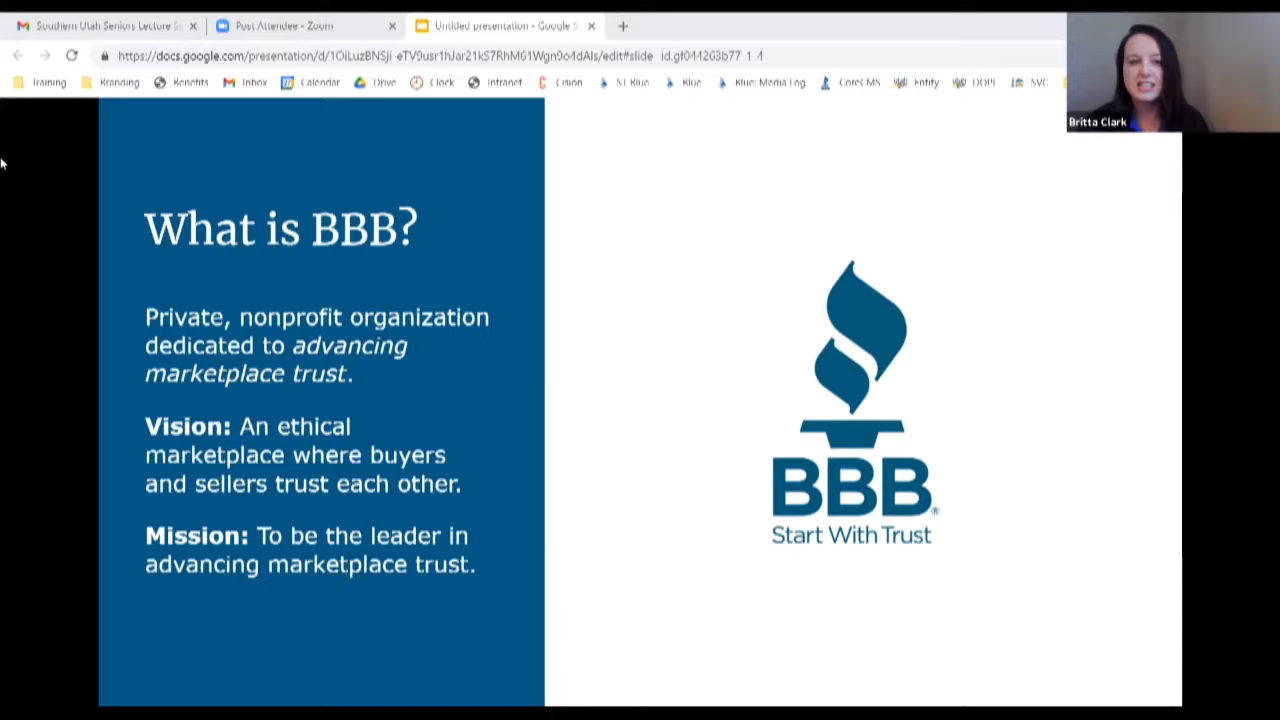 Southern Utah Seniors Lecture Se
Post Attendee - Zoom
Untitled presentation - Google S
Training
Branding
Benefits
Inbox
Calendar
Drive
Clock
Intranet
Cision
Blue
Blue: Media Log
CoreCMS
Entity
Britta Clark
What is BBB?
Private, nonprofit organization
dedicated to advancing
marketplace trust.
Vision: An ethical
marketplace where buyers
and sellers trust each other.
Mission: To be the leader in
advancing marketplace trust.
BBB®
Start With Trust